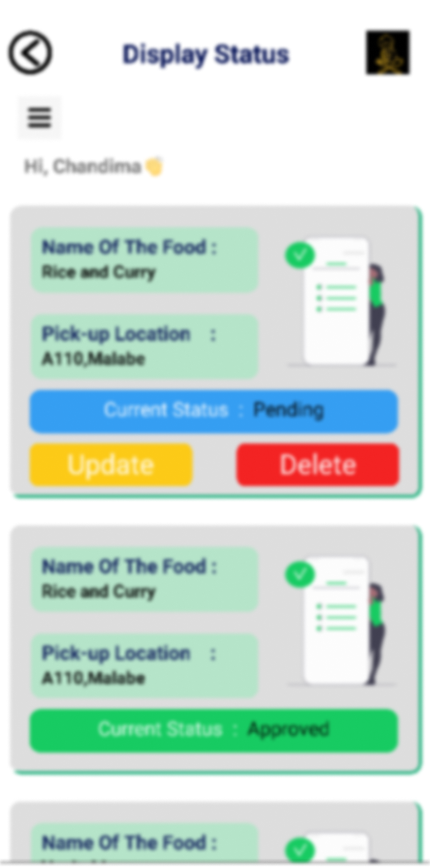 Display Status
Hi, Chandima👋
Name Of The Food :
Rice and Curry
Pick-up Location :
A110,Malabe
Current Status : Pending
Update Delete
Name Of The Food :
Rice and Curry
Pick-up Location :
A110,Malabe
Current Status : Approved
Name Of The Food :